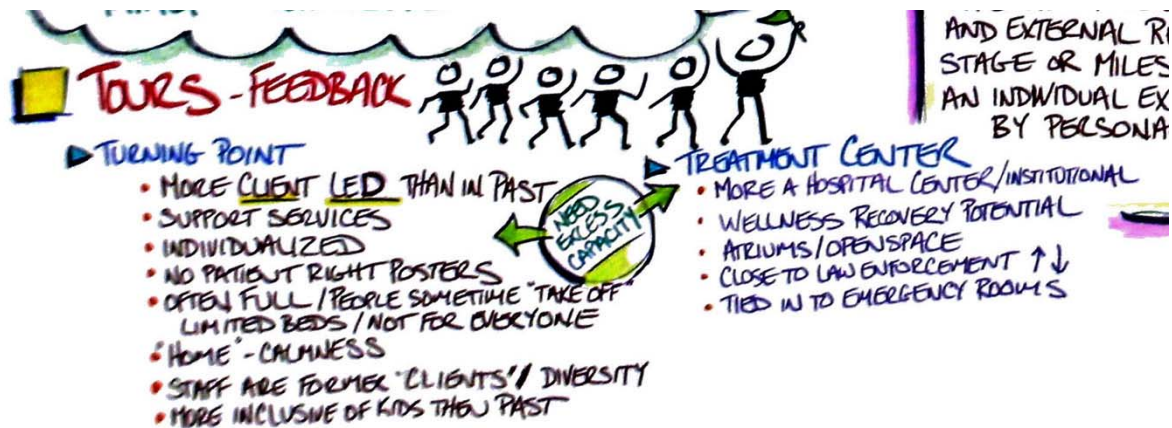 TOURS - FEEDBACK
TURNING POINT
• MORE CLIENT LED THAN IN PAST
• SUPPORT SERVICES
• INDIVIDUALIZED
• NO PATIENT RIGHT POSTERS
• OFTEN FULL / PEOPLE SOMETIME "TAKE OFF"
LIMITED BEDS / NOT FOR EVERYONE
• "HOME" - CALMNESS
• STAFF ARE FORMER "CLIENTS" / DIVERSITY
• MORE INCLUSIVE OF KIDS THEN PAST
NEED
EXCESS
CAPACITY
TREATMENT CENTER
• MORE A HOSPITAL CENTER/INSTITUTIONAL
• WELLNESS RECOVERY POTENTIAL
• ATRIUMS/OPENSPACE
• CLOSE TO LAW ENFORCEMENT ↑↓
• TIED IN TO EMERGENCY ROOMS
AND EXTERNAL
STAGE OR MILES
AN INDIVIDUAL EX
BY PERSONA